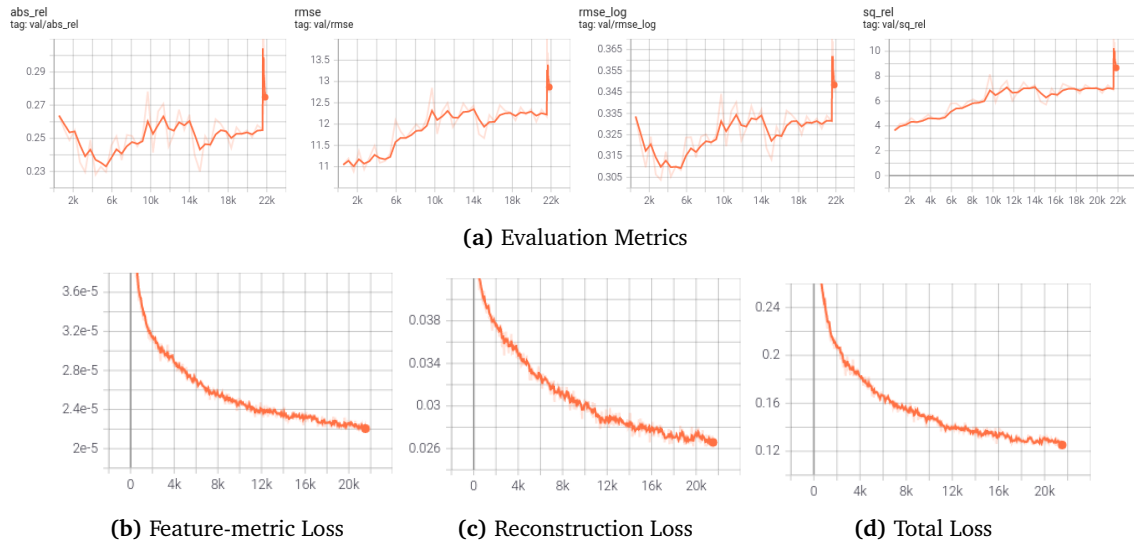 abs_rel
tag: val/abs_rel
0.29
0.27
0.25
0.23
2k 6k 10k 14k 18k 22k
rmse
tag: val/rmse
13.5
13
12.5
12
11.5
11
2k 6k 10k 14k 18k 22k
rmse_log
tag: val/rmse_log
0.365
0.355
0.345
0.335
0.325
0.315
0.305
2k 6k 10k 14k 18k 22k
sq_rel
tag: val/sq_rel
10
8
6
4
2
0
2k 4k 6k 8k 10k 12k 14k 16k 18k 20k 22k
(a) Evaluation Metrics
3.6e-5
3.2e-5
2.8e-5
2.4e-5
2e-5
0 4k 8k 12k 16k 20k
(b) Feature-metric Loss
0.038
0.034
0.03
0.026
0 4k 8k 12k 16k 20k
(c) Reconstruction Loss
0.24
0.2
0.16
0.12
0 4k 8k 12k 16k 20k
(d) Total Loss